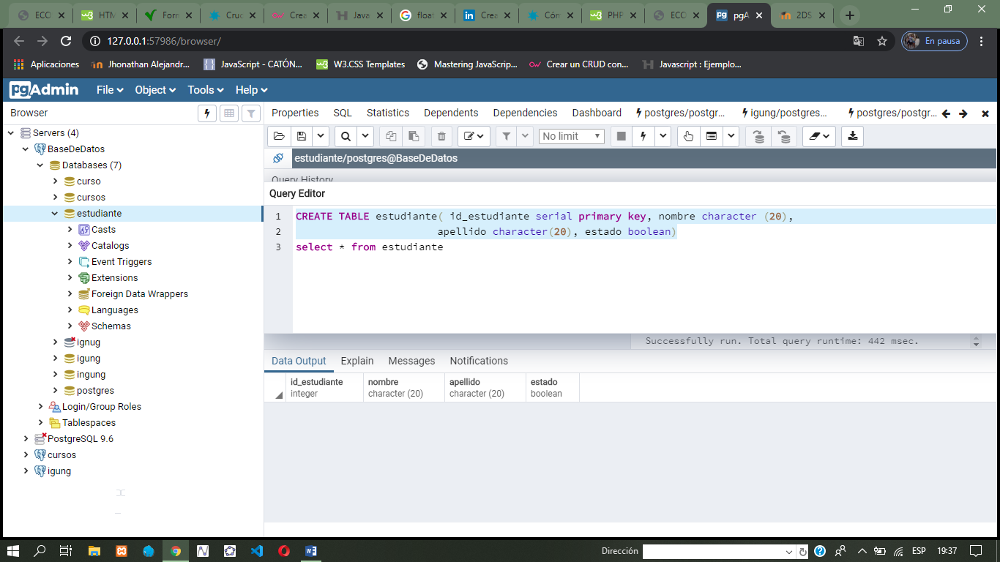 ECC
HTM
Forr
Cruc
Crea
Java
float
Crea
Cóm
PHP
ECC
pgA
2DS
127.0.0.1:57986/browser/
En pausa
Aplicaciones
Jhonathan Alejandr...
JavaScript - CATÓN...
W3.CSS Templates
Mastering JavaScrip...
Crear un CRUD con...
Javascript : Ejemplo...
pgAdmin
File
Object
Tools
Help
Browser
Properties
SQL
Statistics
Dependents
Dependencies
Dashboard
postgres/postgr...
igung/postgres...
postgres/postgr...
Servers (4)
BaseDeDatos
Databases (7)
curso
cursos
estudiante
Casts
Catalogs
Event Triggers
Extensions
Foreign Data Wrappers
Languages
Schemas
ignug
igung
ingung
postgres
Login/Group Roles
Tablespaces
PostgreSQL 9.6
cursos
igung
No limit
estudiante/postgres@BaseDeDatos
Query History
Query Editor
1 CREATE TABLE estudiante( id_estudiante serial primary key, nombre character (20),
2 apellido character(20), estado boolean)
3 select * from estudiante
Successfully run. Total query runtime: 442 msec.
Data Output
Explain
Messages
Notifications
id_estudiante
integer
nombre
character (20)
apellido
character (20)
estado
boolean
Dirección
ESP
19:37